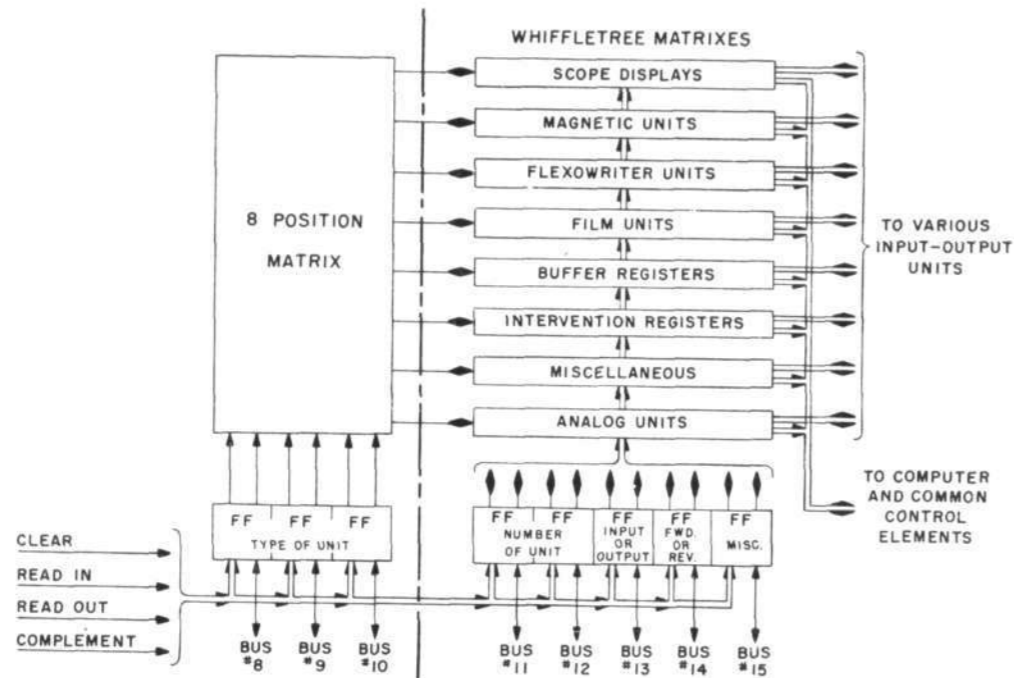 WHIFFLETREE MATRIXES
SCOPE DISPLAYS
MAGNETIC UNITS
FLEXOWRITER UNITS
FILM UNITS
BUFFER REGISTERS
INTERVENTION REGISTERS
MISCELLANEOUS
ANALOG UNITS
8 POSITION
MATRIX
TO VARIOUS
INPUT-OUTPUT
UNITS
TO COMPUTER
AND COMMON
CONTROL
ELEMENTS
FF FF FF
TYPE OF UNIT
FF FF
NUMBER
OF UNIT
FF
INPUT
OR
OUTPUT
FF
FWD.
OR
REV.
FF
MISC.
CLEAR
READ IN
READ OUT
COMPLEMENT
BUS
#8
BUS
#9
BUS
#10
BUS
#11
BUS
#12
BUS
#13
BUS
#14
BUS
#15